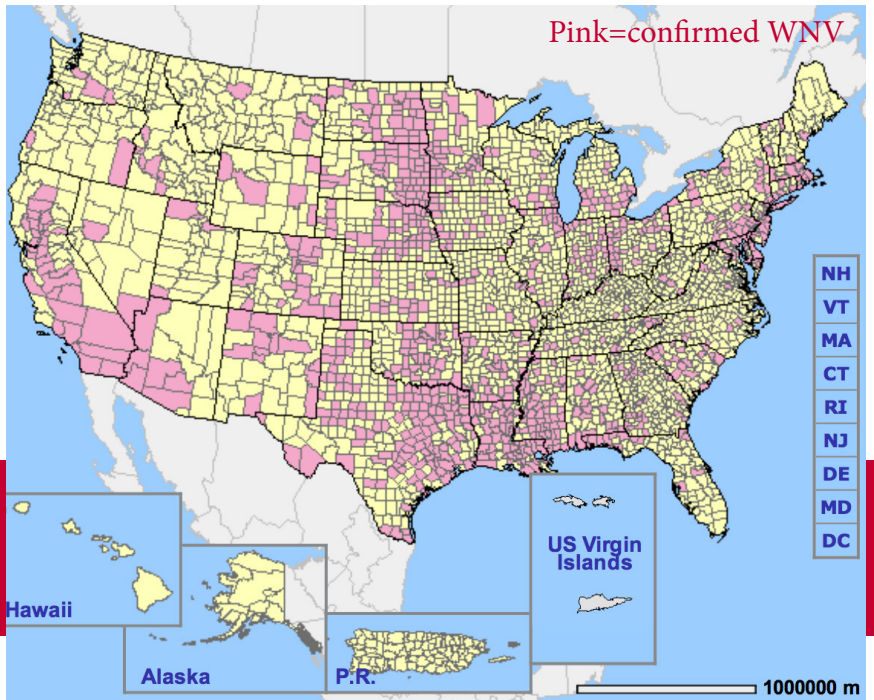 Pink=confirmed WNV
NH
VT
MA
CT
RI
NJ
DE
MD
DC
US Virgin
Islands
Hawaii
Alaska
P.R.
1000000 m